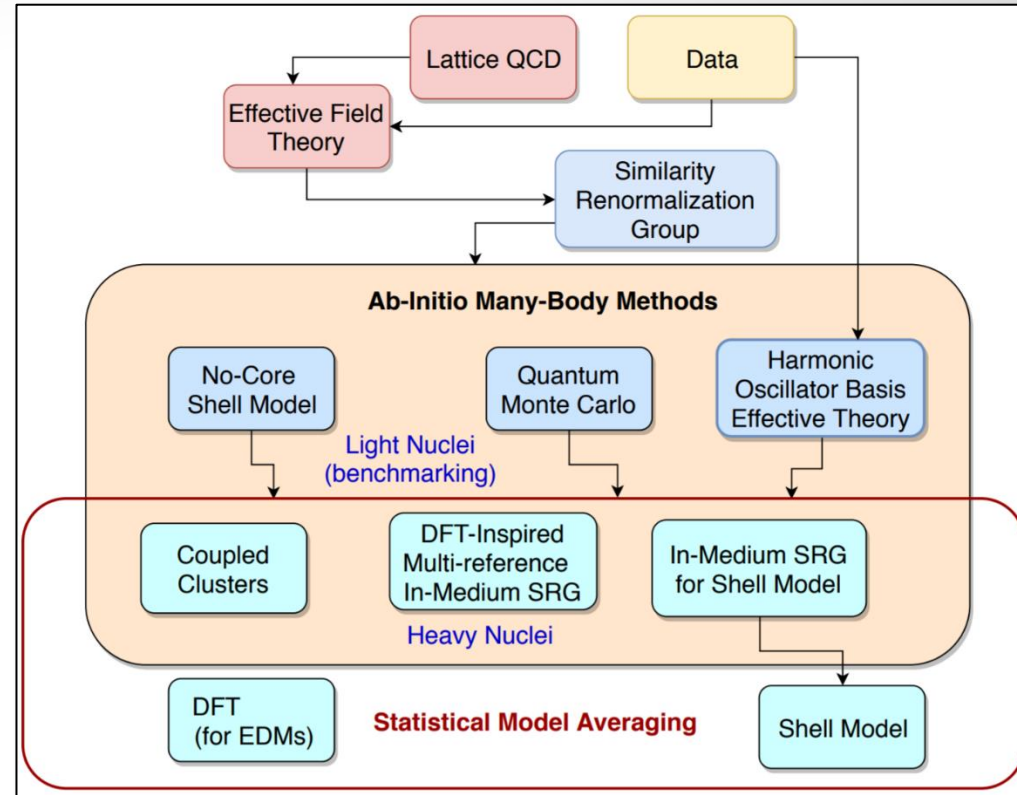 Lattice QCD
Data
Effective Field
Theory
Similarity
Renormalization
Group
Ab-Initio Many-Body Methods
No-Core
Shell Model
Quantum
Monte Carlo
Harmonic
Oscillator Basis
Effective Theory
Light Nuclei
(benchmarking)
Coupled
Clusters
DFT-Inspired
Multi-reference
In-Medium SRG
In-Medium SRG
for Shell Model
Heavy Nuclei
DFT
(for EDMs)
Statistical Model Averaging
Shell Model